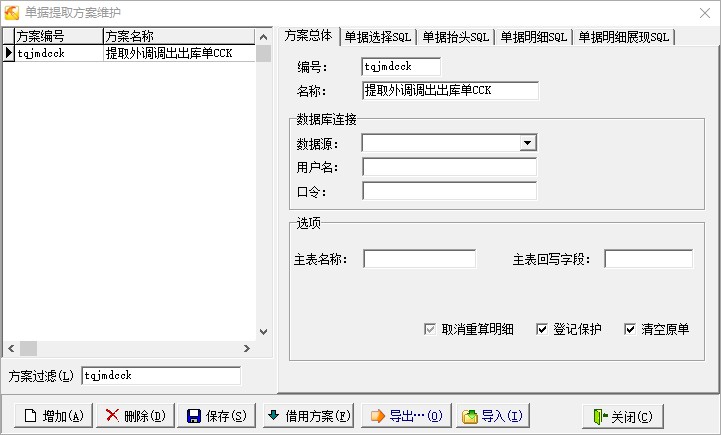 单据提取方案维护
方案编号 方案名称
tqjmdcck 提取外调调出出库单CCK
方案过滤(L) tqjmdcck
方案总体 单据选择SQL 单据抬头SQL 单据明细SQL 单据明细展现SQL
编号： tqjmdcck
名称： 提取外调调出出库单CCK
数据库连接
数据源：
用户名：
口令：
选项
主表名称： 主表回写字段：
取消重算明细 登记保护 清空原单
增加(A) 删除(D) 保存(S) 借用方案(F) 导出…(O) 导入(I) 关闭(C)